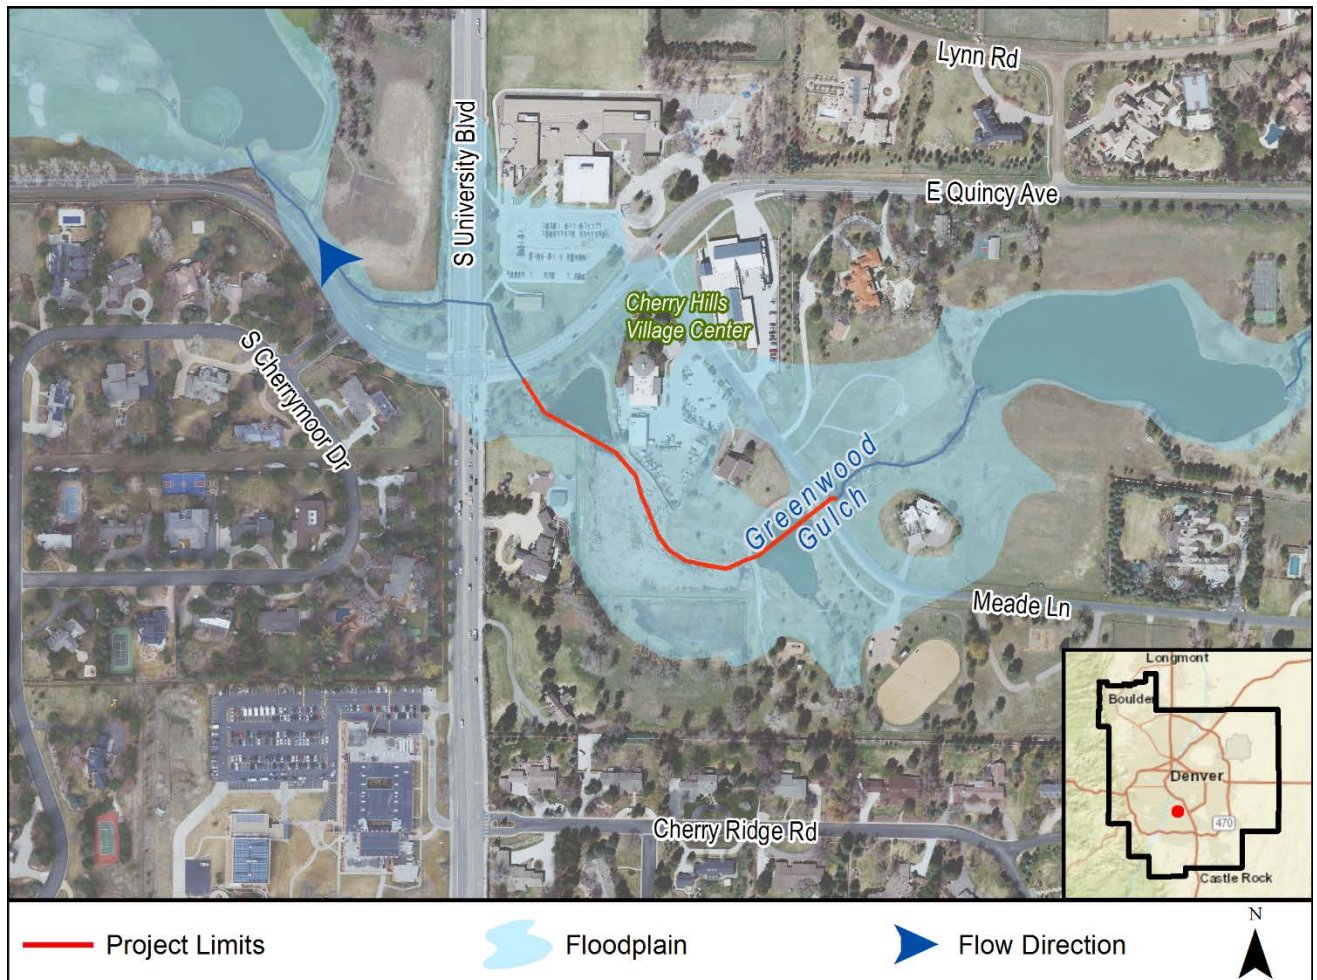 Lynn Rd
S University Blvd
E Quincy Ave
Cherry Hills
Village Center
S Cherrymoor Dr
Greenwood
Gulch
Meade Ln
Cherry Ridge Rd
Longmont
Boulder
Denver
470
Castle Rock
Project Limits
Floodplain
Flow Direction
N